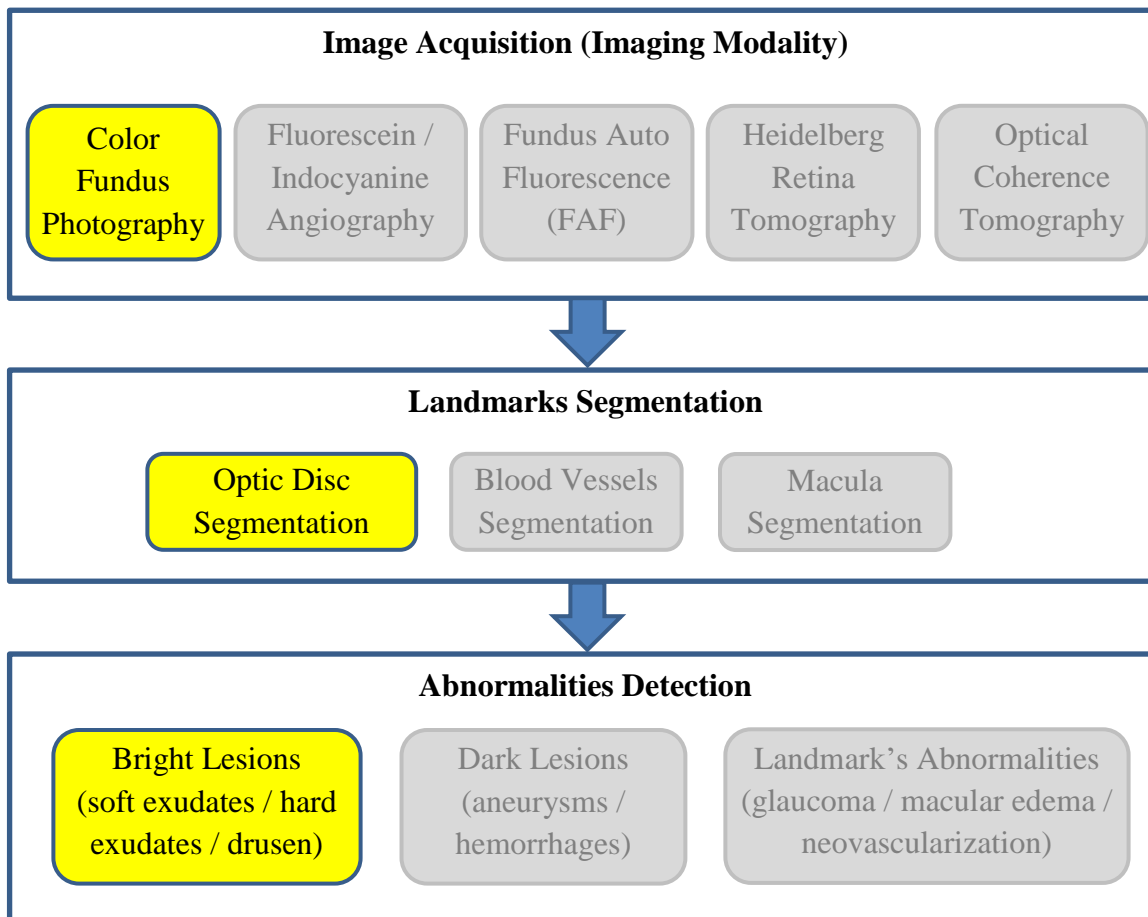 Image Acquisition (Imaging Modality)
Color
Fundus
Photography
Fluorescein /
Indocyanine
Angiography
Fundus Auto
Fluorescence
(FAF)
Heidelberg
Retina
Tomography
Optical
Coherence
Tomography
Landmarks Segmentation
Optic Disc
Segmentation
Blood Vessels
Segmentation
Macula
Segmentation
Abnormalities Detection
Bright Lesions
(soft exudates / hard
exudates / drusen)
Dark Lesions
(aneurysms /
hemorrhages)
Landmark’s Abnormalities
(glaucoma / macular edema /
neovascularization)